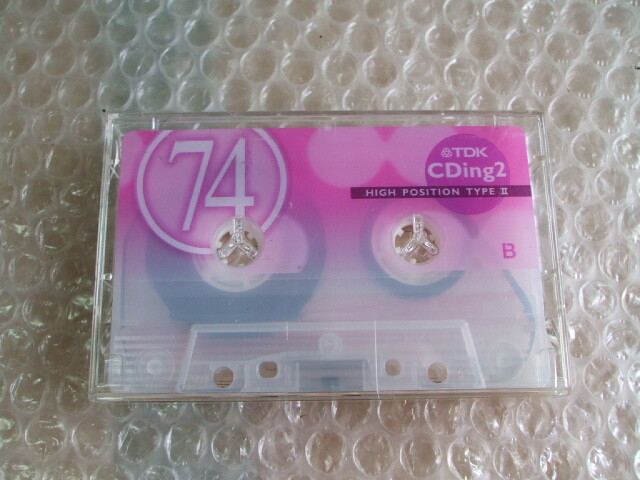 74
TDK
CDing2
HIGH POSITION TYPE II
B